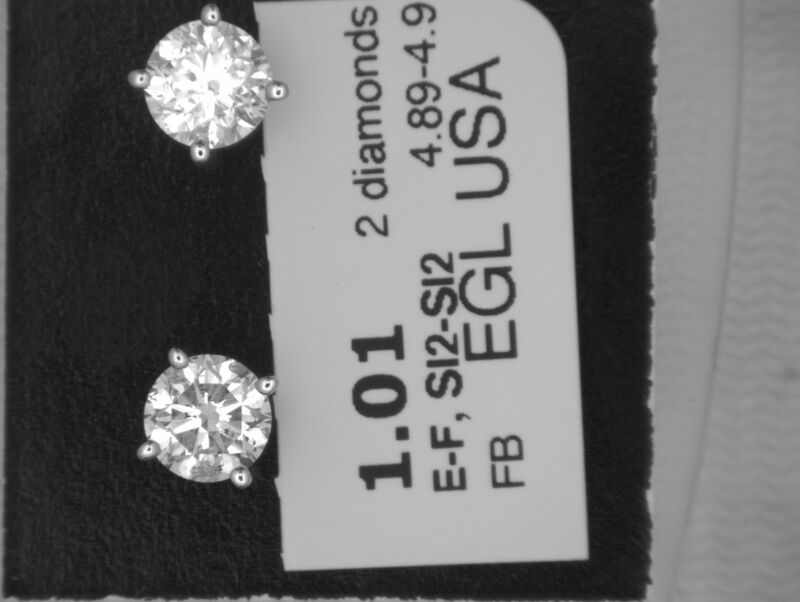 1.01 2 diamonds
E-F, SI2-SI2 4.89-4.9
FB EGL USA